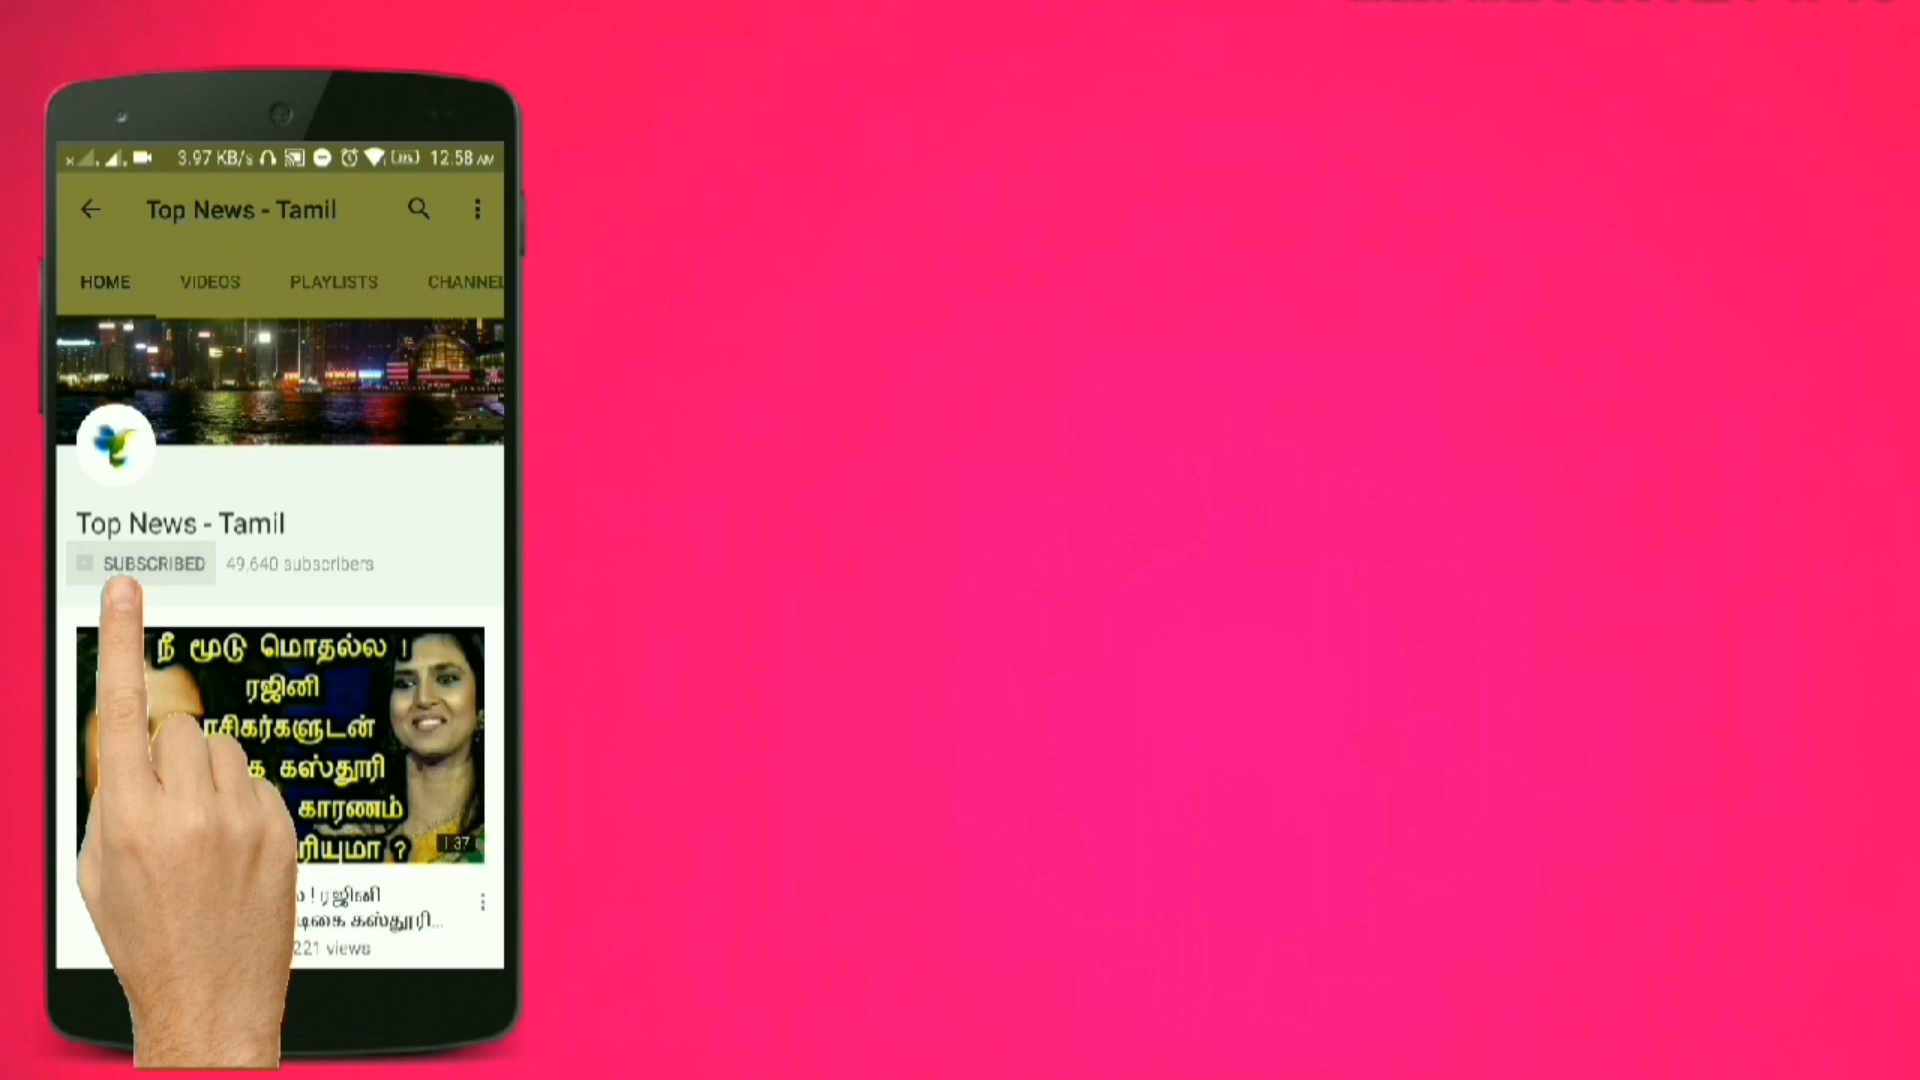 3.97 KB/s 12.58 AM
Top News - Tamil
HOME VIDEOS PLAYLISTS CHANNEL
Top News - Tamil
SUBSCRIBED 49,640 subscribers
நீ மூடு மொதல்ல !
ரஜினி
ரசிகர்களுடன்
கஸ்தூரி
காரணம்
ரியுமா ?
1:37
! ரஜினி
டிகை கஸ்தூரி...
221 views